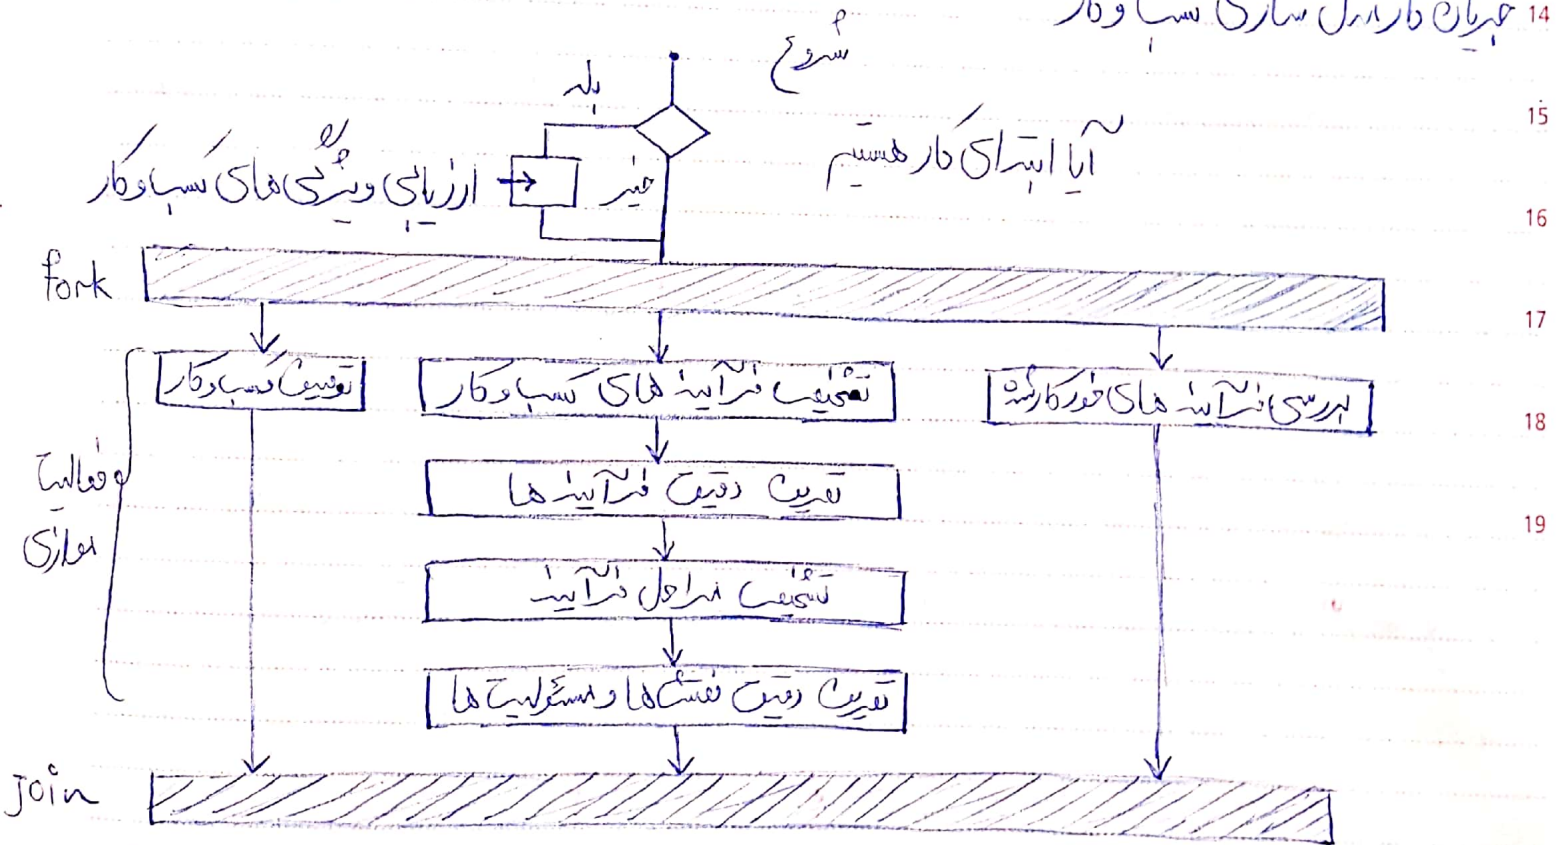 جریان کار مدل سازی کسب و کار
14
شروع
بله
15
آیا ابتدای کار هستیم
خیر
ارزیابی ویژگی های کسب و کار
16
fork
17
بررسی فرآیند های خودکار شده
تشخیص فرآیند های کسب و کار
توصیف کسب و کار
18
تعریف دقیق فرآیند ها
فعالیت
موازی
19
تشخیص مراحل فرآیند
تعریف دقیق نقش ها و مسئولیت ها
join